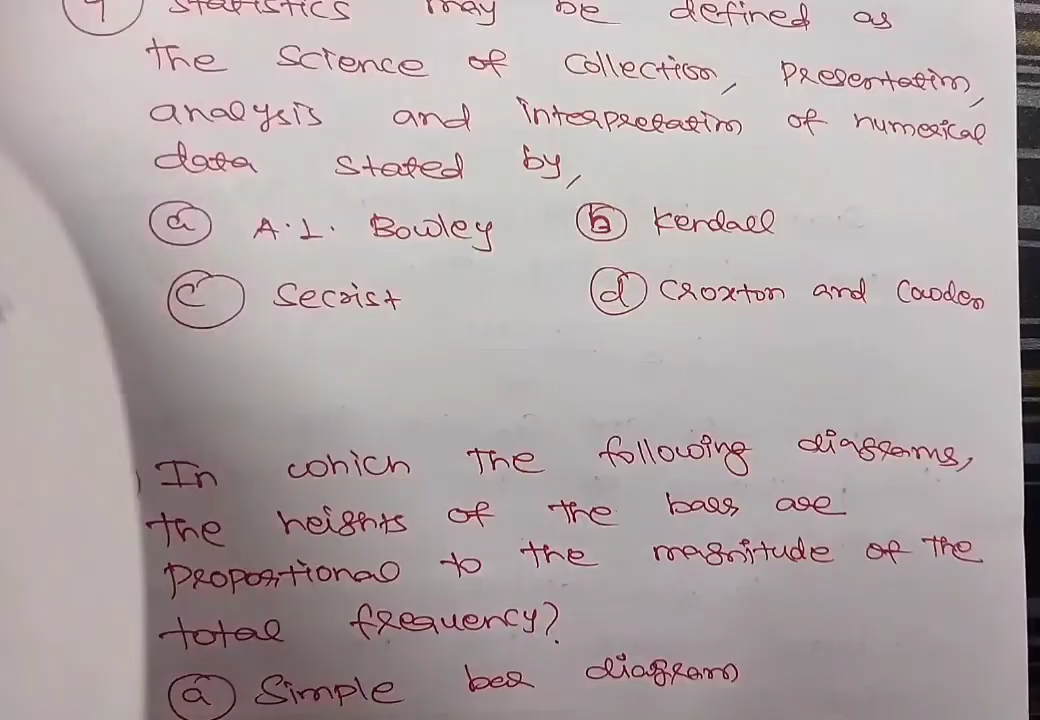 9 Statistics may be defined as
the science of collection, presentation,
analysis and interpretation of numerical
data stated by,
a A.L. Bowley b Kendall
c Secrist d Croxton and Cowden
In which the following diagrams,
the heights of the bars are
proportional to the magnitude of the
total frequency?
a Simple bar diagram